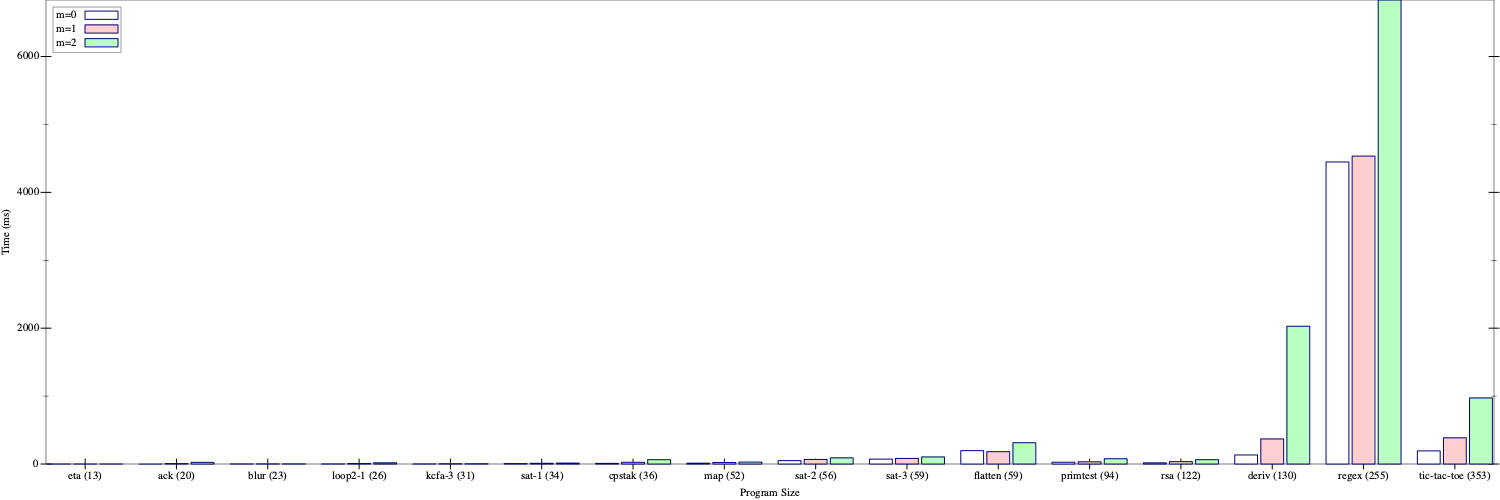 m=0
m=1
m=2
6000
4000
2000
0
Time (ms)
eta (13) ack (20) blur (23) loop2-1 (26) kcfa-3 (31) sat-1 (34) cpstak (36) map (52) sat-2 (56) sat-3 (59) flatten (59) primtest (94) rsa (122) deriv (130) regex (255) tic-tac-toe (353)
Program Size